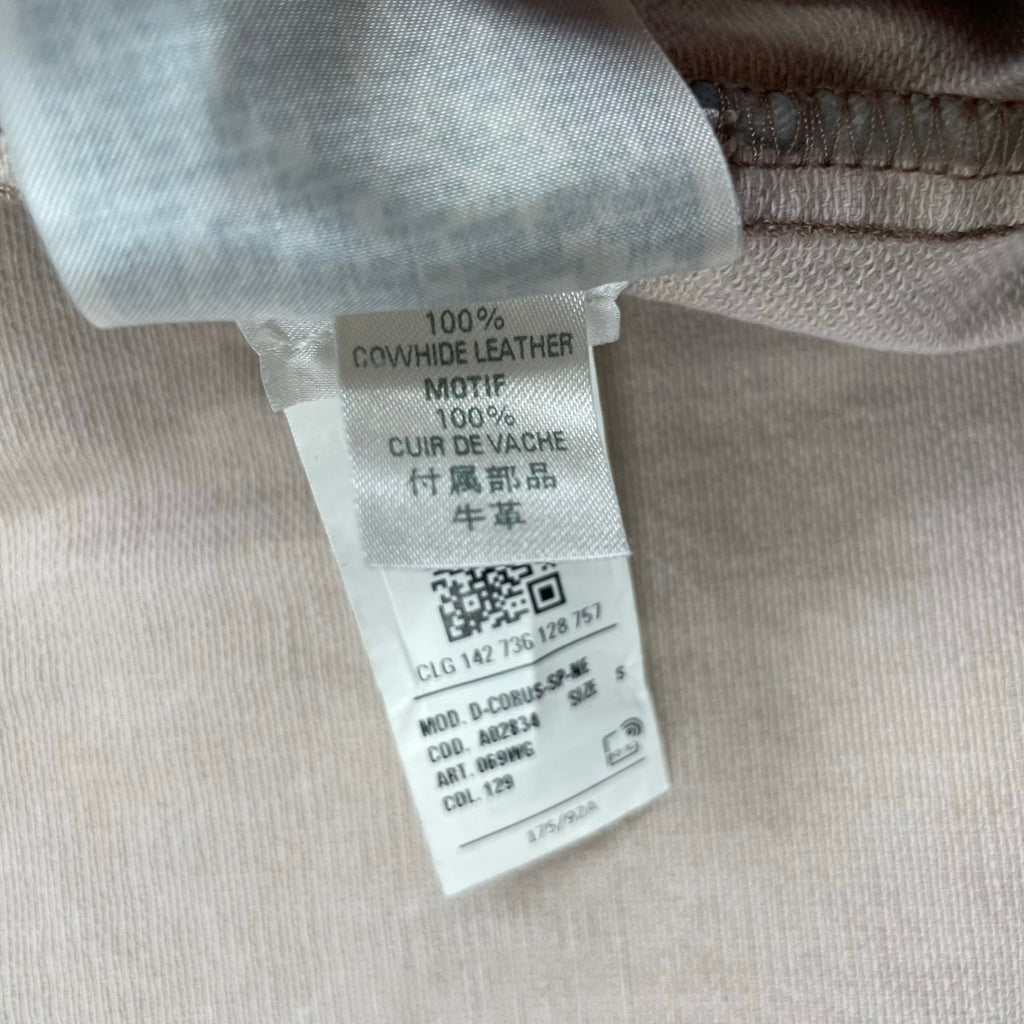 100%
COWHIDE LEATHER
MOTIF
100%
CUIR DE VACHE
付属部品
牛革
CLG 142 736 128 757
MOD. D-CORUS-SP-NE
SIZE S
COD. A02834
ART. 069WG
COL. 129
175/92A